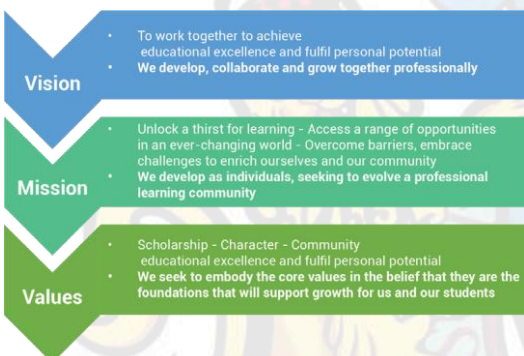 Vision
• To work together to achieve
educational excellence and fulfil personal potential
• We develop, collaborate and grow together professionally
Mission
• Unlock a thirst for learning - Access a range of opportunities
in an ever-changing world - Overcome barriers, embrace
challenges to enrich ourselves and our community
• We develop as individuals, seeking to evolve a professional
learning community
Values
• Scholarship - Character - Community
educational excellence and fulfil personal potential
• We seek to embody the core values in the belief that they are the
foundations that will support growth for us and our students